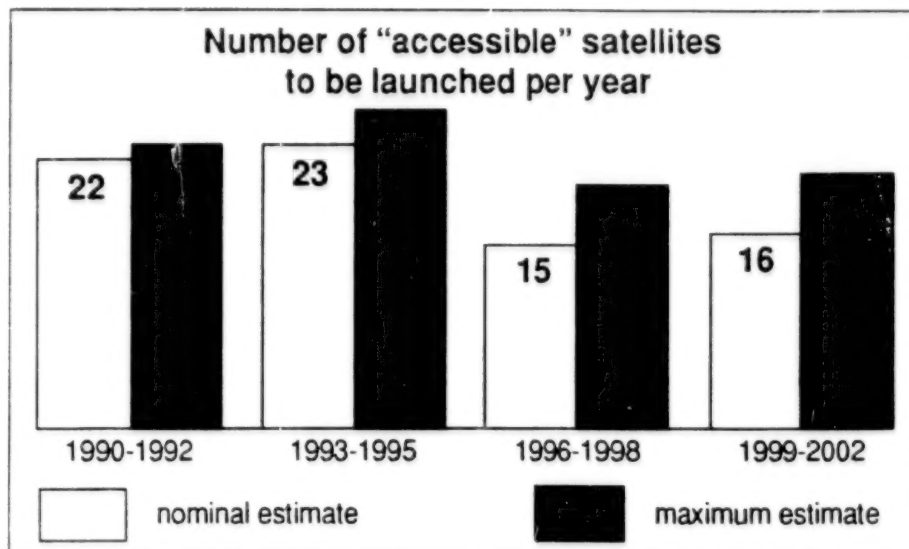 Number of “accessible” satellites
to be launched per year
22
23
15
16
1990-1992
1993-1995
1996-1998
1999-2002
nominal estimate
maximum estimate